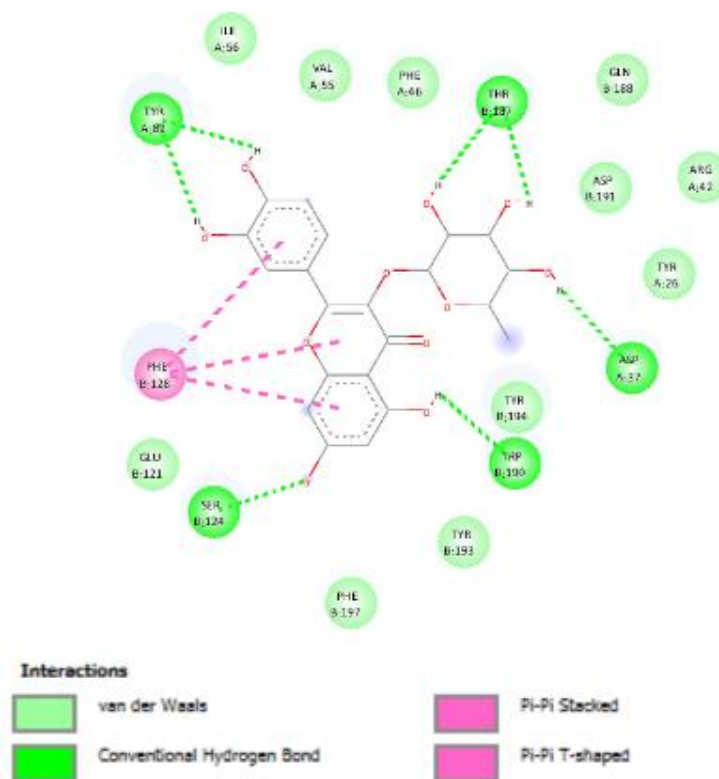 ILE
A:56
VAL
A:55
PHE
A:46
THR
B:187
GLN
B:188
TYR
A:82
ASP
B:191
ARG
A:42
TYR
A:26
PHE
B:128
ASP
A:37
TYR
B:194
GLU
B:121
TRP
B:190
SER
B:124
TYR
B:193
PHE
B:197
H
O
H
O
O
H
O
H
O
O
O
H
O
O
O
H
O
Interactions
van der Waals
Pi-Pi Stacked
Conventional Hydrogen Bond
Pi-Pi T-shaped